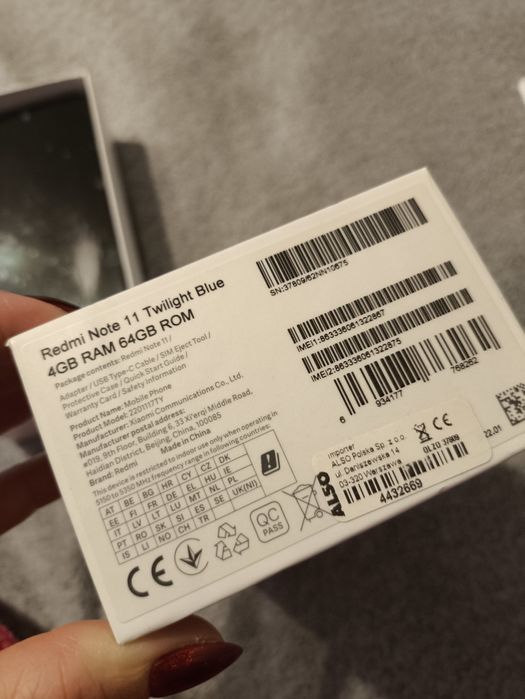 Redmi Note 11 Twilight Blue
4GB RAM 64GB ROM
Package contents: Redmi Note 11 /
Adapter / USB Type-C Cable / SIM Eject Tool /
Protective Case / Quick Start Guide /
Warranty Card / Safety Information
Product Name: Mobile Phone
Product Model: 2201117TY
Manufacturer: Xiaomi Communications Co., Ltd.
Manufacturer postal address:
#019, 9th Floor, Building 6, 33 Xi'erqi Middle Road,
Haidian District, Beijing, China, 100085
Brand: Redmi Made in China
This device is restricted to indoor use only when operating in
5150 to 5350 MHz frequency range in following countries:
AT BE BG HR CY CZ DK
EE FI FR DE EL HU IE
IT LV LT LU MT NL PL
PT RO SK SI ES SE UK(NI)
IS LI NO CH TR
CE
QC
PASS
SN:37809/62NN10675
IMEI1:863336061322867
IMEI2:863336061322875
6 934177 768262
22.01
ALSO
Importer
ALSO Polska Sp. z o.o.
ul. Daniszewska 14
03-230 Warszawa
CE
4432669